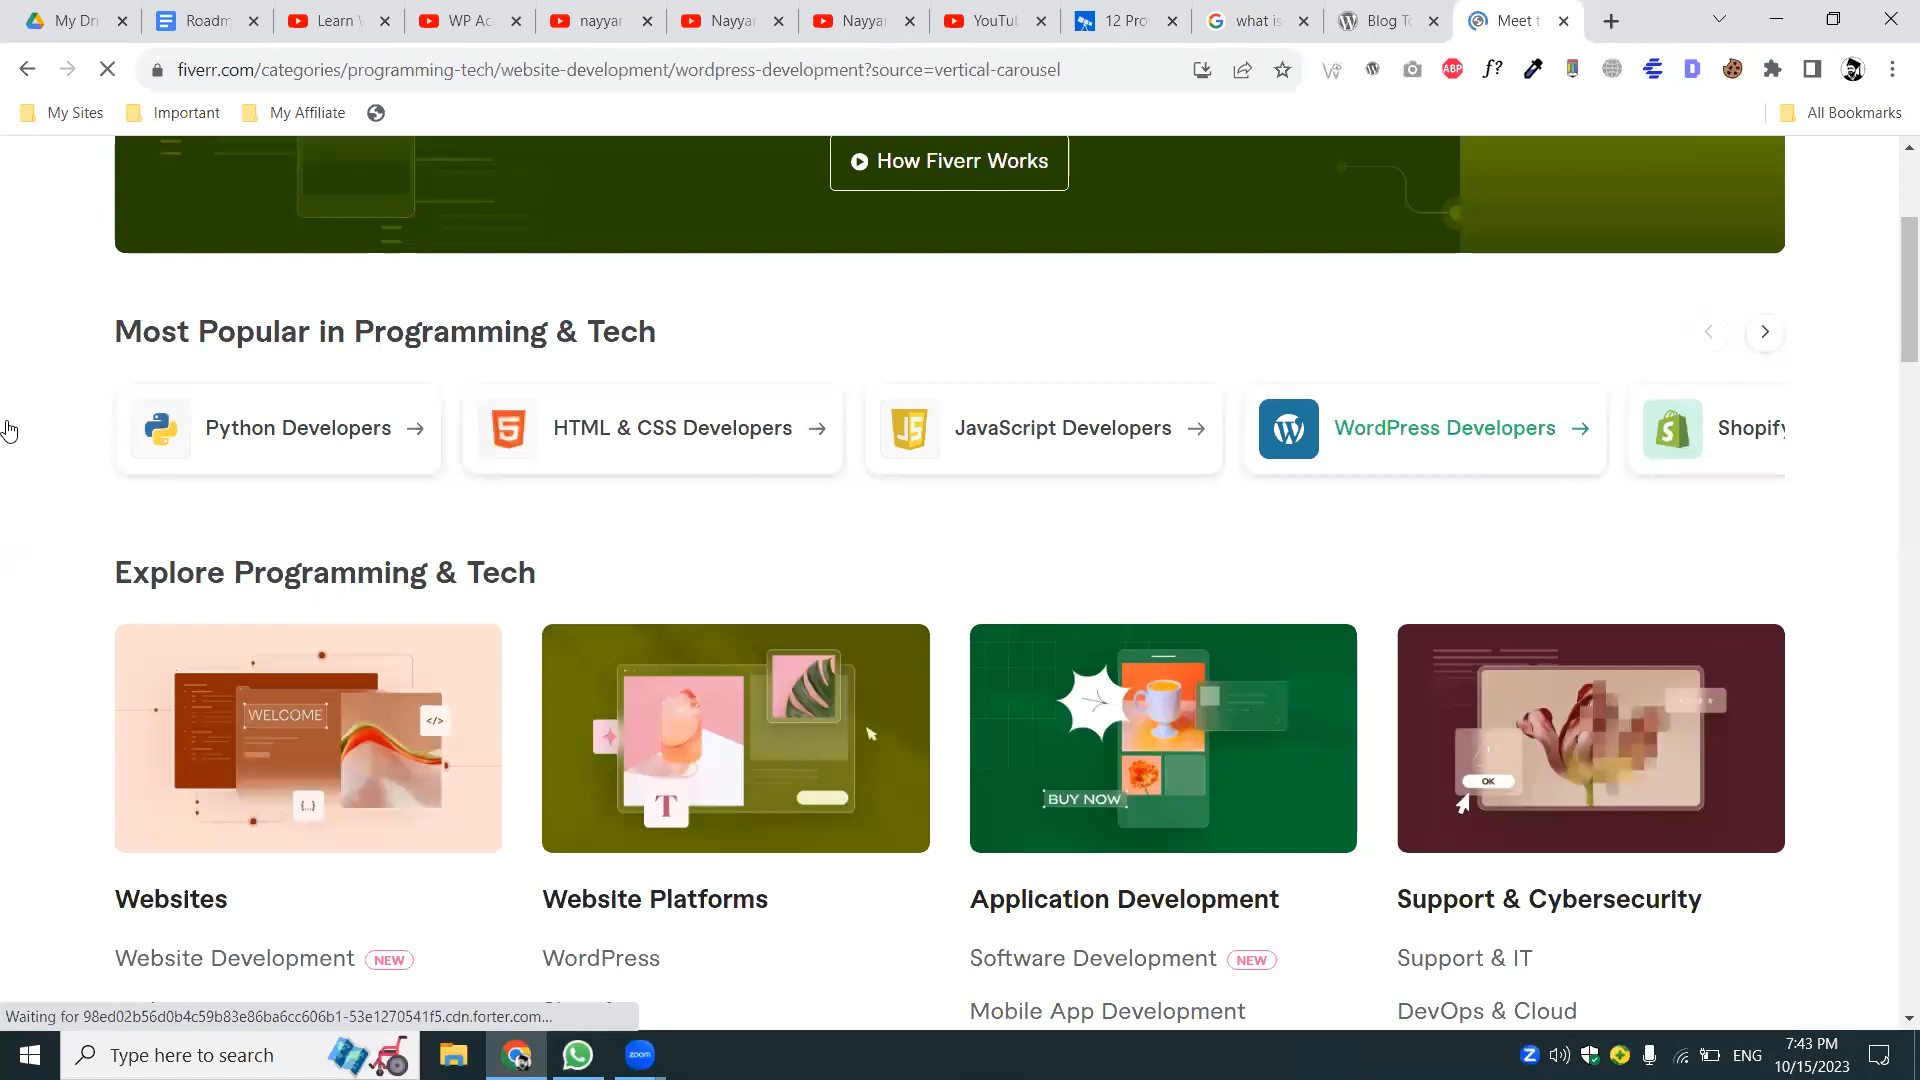 My Dri
Roadm
Learn V
WP Ac
nayyar
Nayyar
Nayyar
YouTub
12 Pro
what is
Blog To
Meet t
fiverr.com/categories/programming-tech/website-development/wordpress-development?source=vertical-carousel
ABP
f?
My Sites
Important
My Affiliate
All Bookmarks
How Fiverr Works
Most Popular in Programming & Tech
Python Developers
HTML & CSS Developers
JavaScript Developers
WordPress Developers
Shopify
Explore Programming & Tech
WELCOME
</>
{...}
T
BUY NOW
OK
Websites
Website Platforms
Application Development
Support & Cybersecurity
Website Development NEW
WordPress
Software Development NEW
Support & IT
Mobile App Development
DevOps & Cloud
Waiting for 98ed02b56d0b4c59b83e86ba6cc606b1-53e1270541f5.cdn.forter.com...
Type here to search
zoom
ENG
7:43 PM
10/15/2023